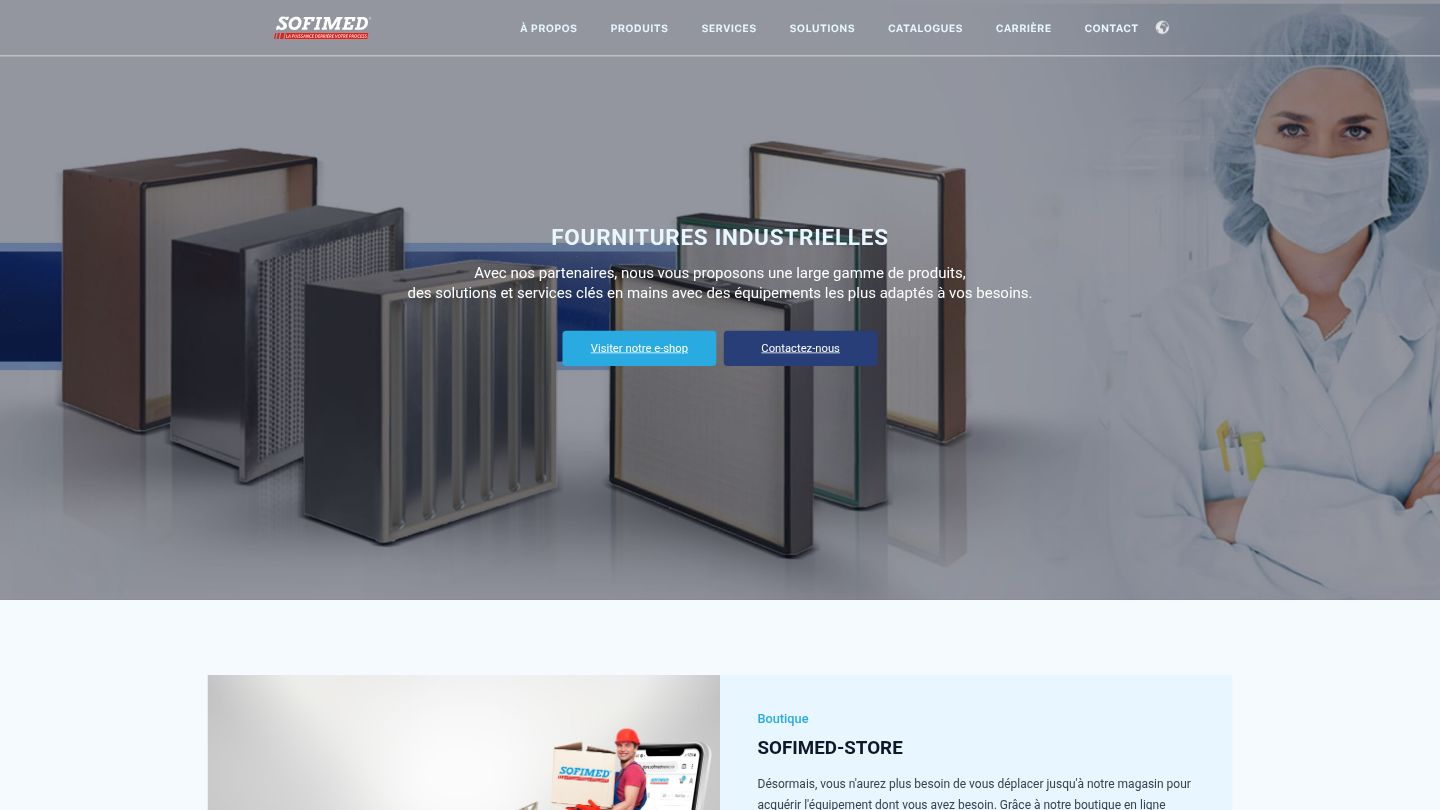 SOFIMED
LA PUISSANCE DERRIÈRE VOTRE PROCESS
À PROPOS
PRODUITS
SERVICES
SOLUTIONS
CATALOGUES
CARRIÈRE
CONTACT
FOURNITURES INDUSTRIELLES
Avec nos partenaires, nous vous proposons une large gamme de produits,
des solutions et services clés en mains avec des équipements les plus adaptés à vos besoins.
Visiter notre e-shop
Contactez-nous
SOFIMED
Boutique
SOFIMED-STORE
Désormais, vous n'aurez plus besoin de vous déplacer jusqu'à notre magasin pour
acquérir l'équipement dont vous avez besoin. Grâce à notre boutique en ligne